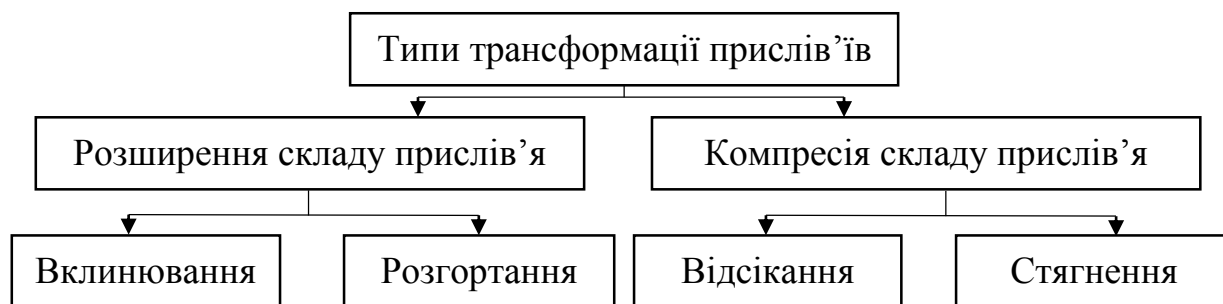 Типи трансформації прислів’їв
Розширення складу прислів’я
Компресія складу прислів’я
Вклинювання
Розгортання
Відсікання
Стягнення